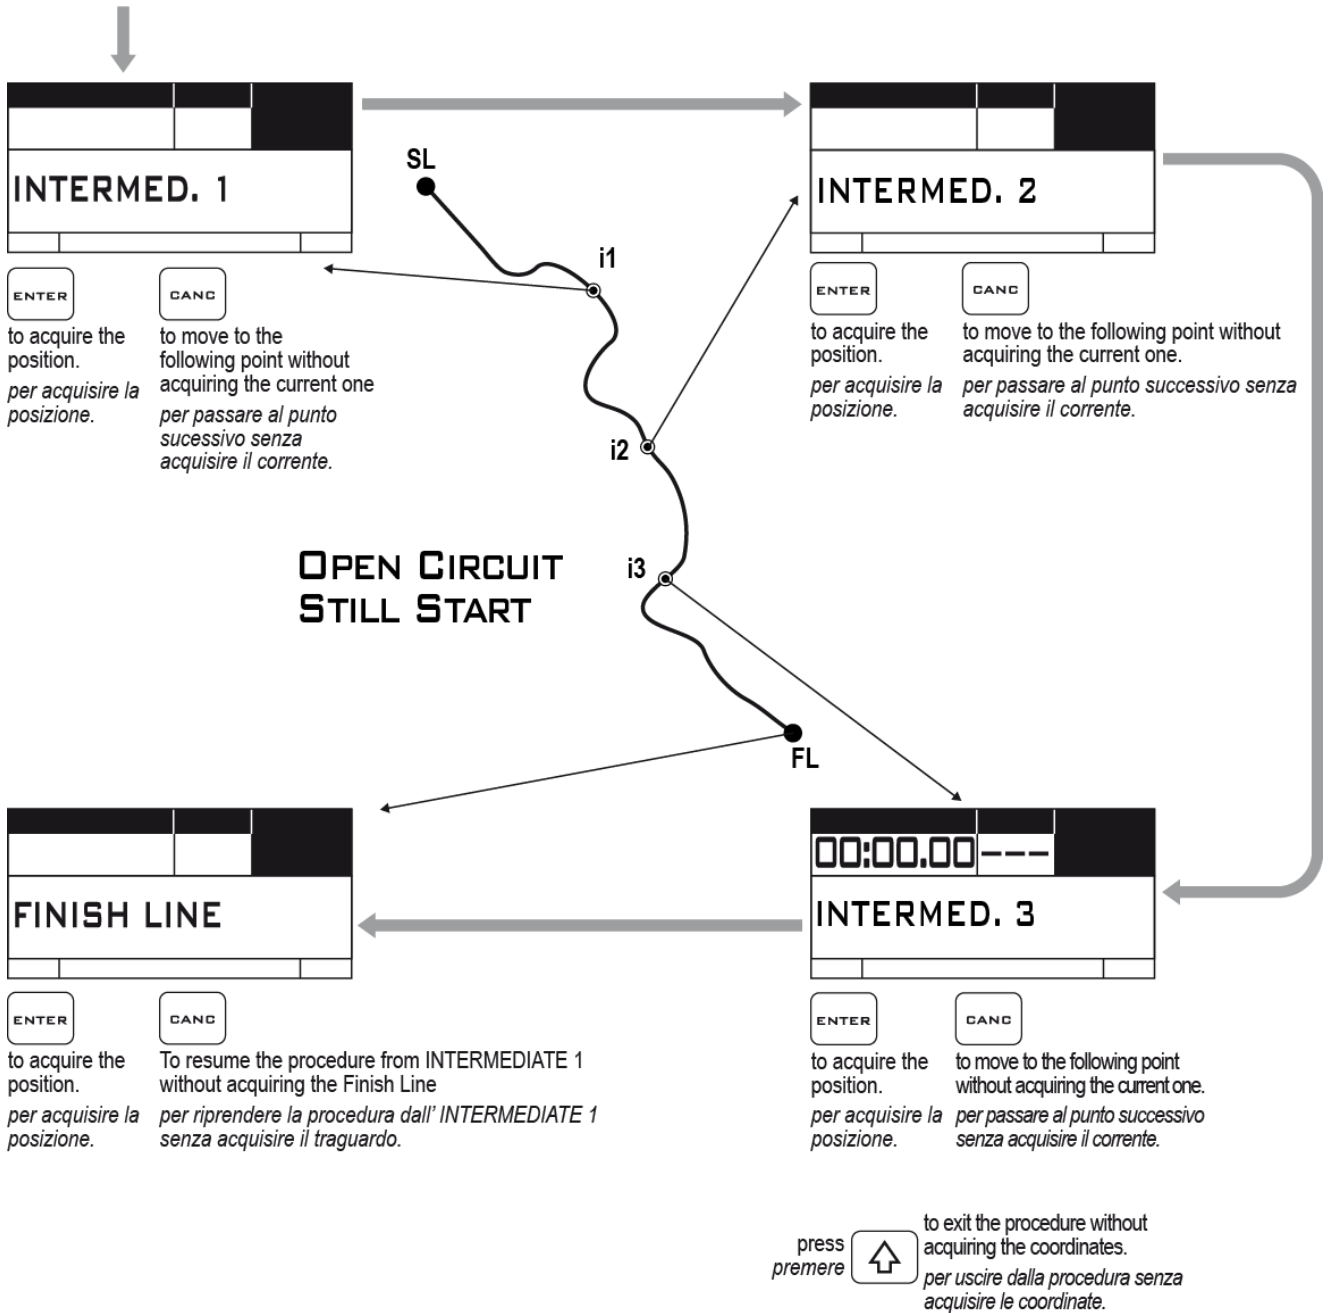 INTERMED. 1
ENTER
to acquire the
position.
per acquisire la
posizione.
CANC
to move to the
following point without
acquiring the current one
per passare al punto
sucessivo senza
acquisire il corrente.
SL
i1
i2
i3
FL
OPEN CIRCUIT
STILL START
INTERMED. 2
ENTER
to acquire the
position.
per acquisire la
posizione.
CANC
to move to the following point without
acquiring the current one.
per passare al punto successivo senza
acquisire il corrente.
FINISH LINE
ENTER
to acquire the
position.
per acquisire la
posizione.
CANC
To resume the procedure from INTERMEDIATE 1
without acquiring the Finish Line
per riprendere la procedura dall' INTERMEDIATE 1
senza acquisire il traguardo.
00:00.00 ---
INTERMED. 3
ENTER
to acquire the
position.
per acquisire la
posizione.
CANC
to move to the following point
without acquiring the current one.
per passare al punto successivo
senza acquisire il corrente.
press
premere
to exit the procedure without
acquiring the coordinates.
per uscire dalla procedura senza
acquisire le coordinate.